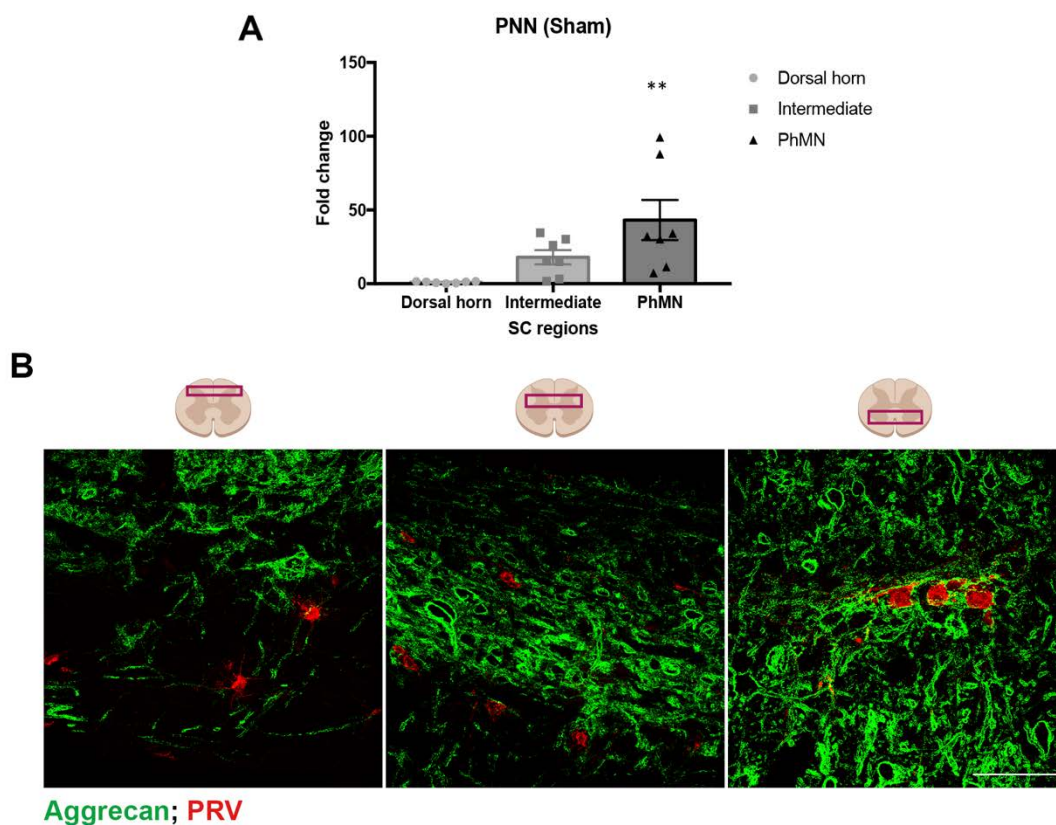 A
PNN (Sham)
150
100
50
0
Fold change
**
Dorsal horn
Intermediate
PhMN
Dorsal horn
Intermediate
PhMN
SC regions
B
Aggrecan; PRV